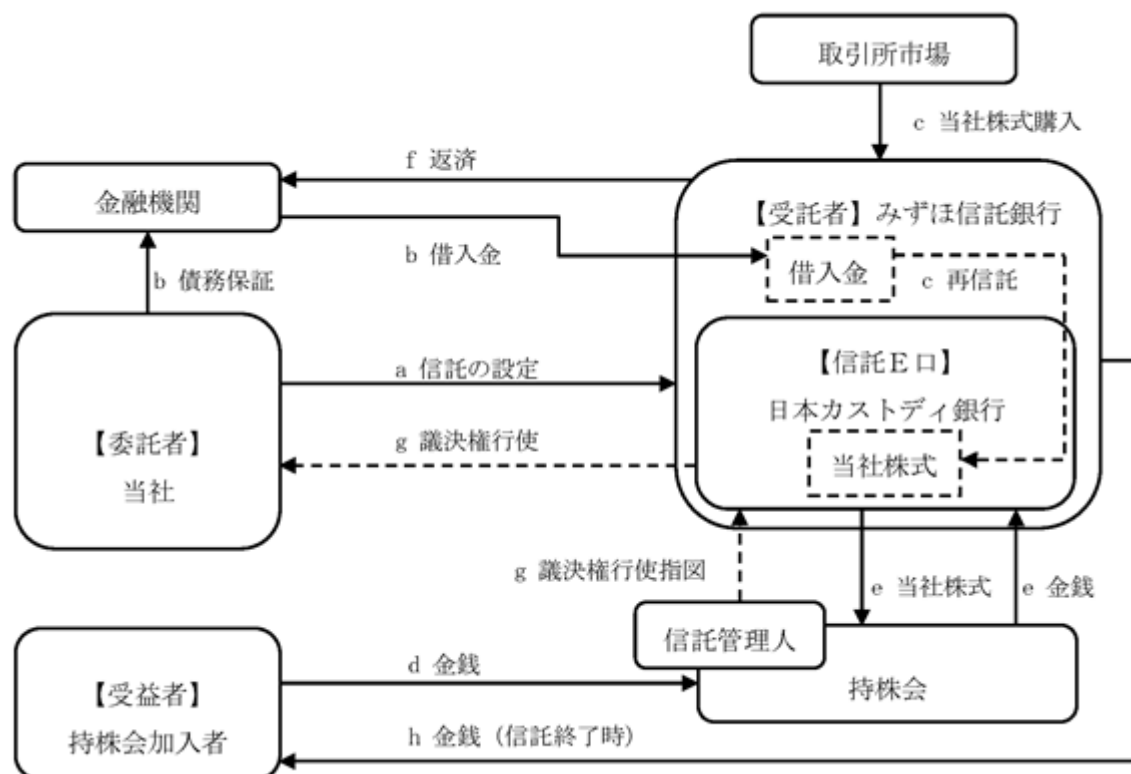 取引所市場
c 当社株式購入
f 返済
金融機関
【受託者】みずほ信託銀行
b 借入金
借入金
c 再信託
b 債務保証
【信託E口】
日本カストディ銀行
a 信託の設定
【委託者】
当社
g 議決権行使
当社株式
g 議決権行使指図
e 当社株式
e 金銭
信託管理人
d 金銭
持株会
【受益者】
持株会加入者
h 金銭（信託終了時）